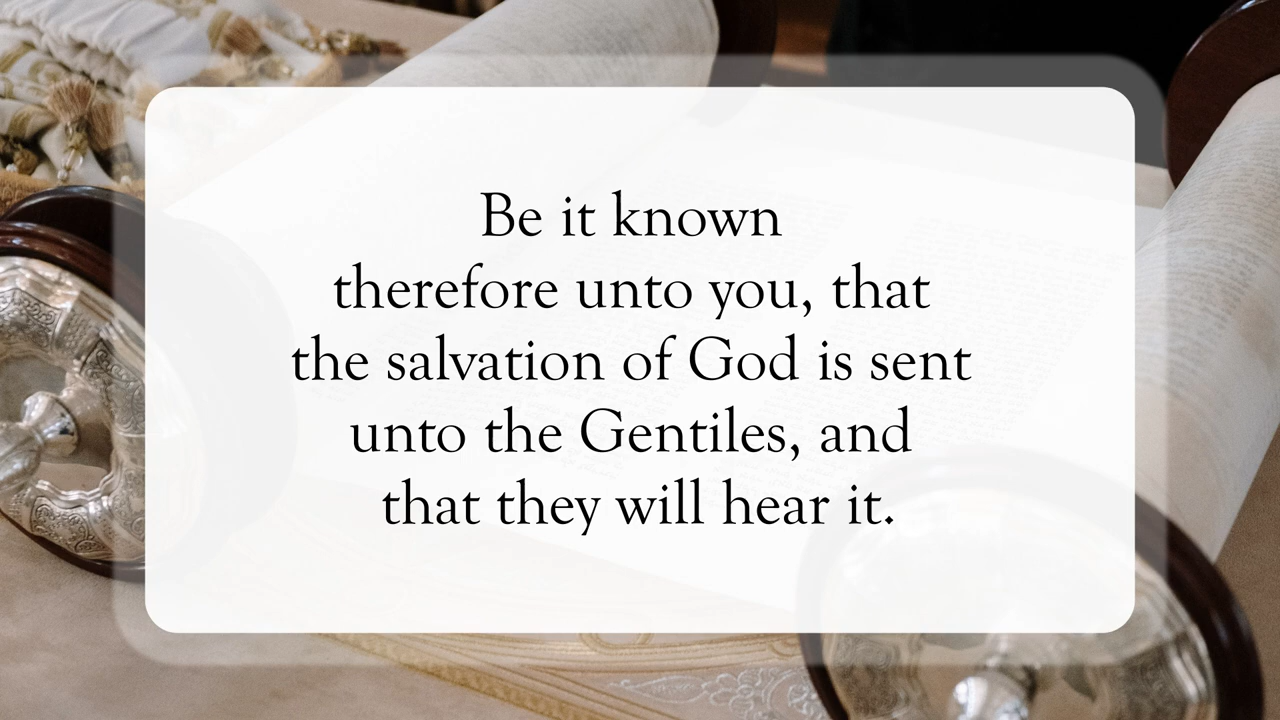 Be it known
therefore unto you, that
the salvation of God is sent
unto the Gentiles, and
that they will hear it.